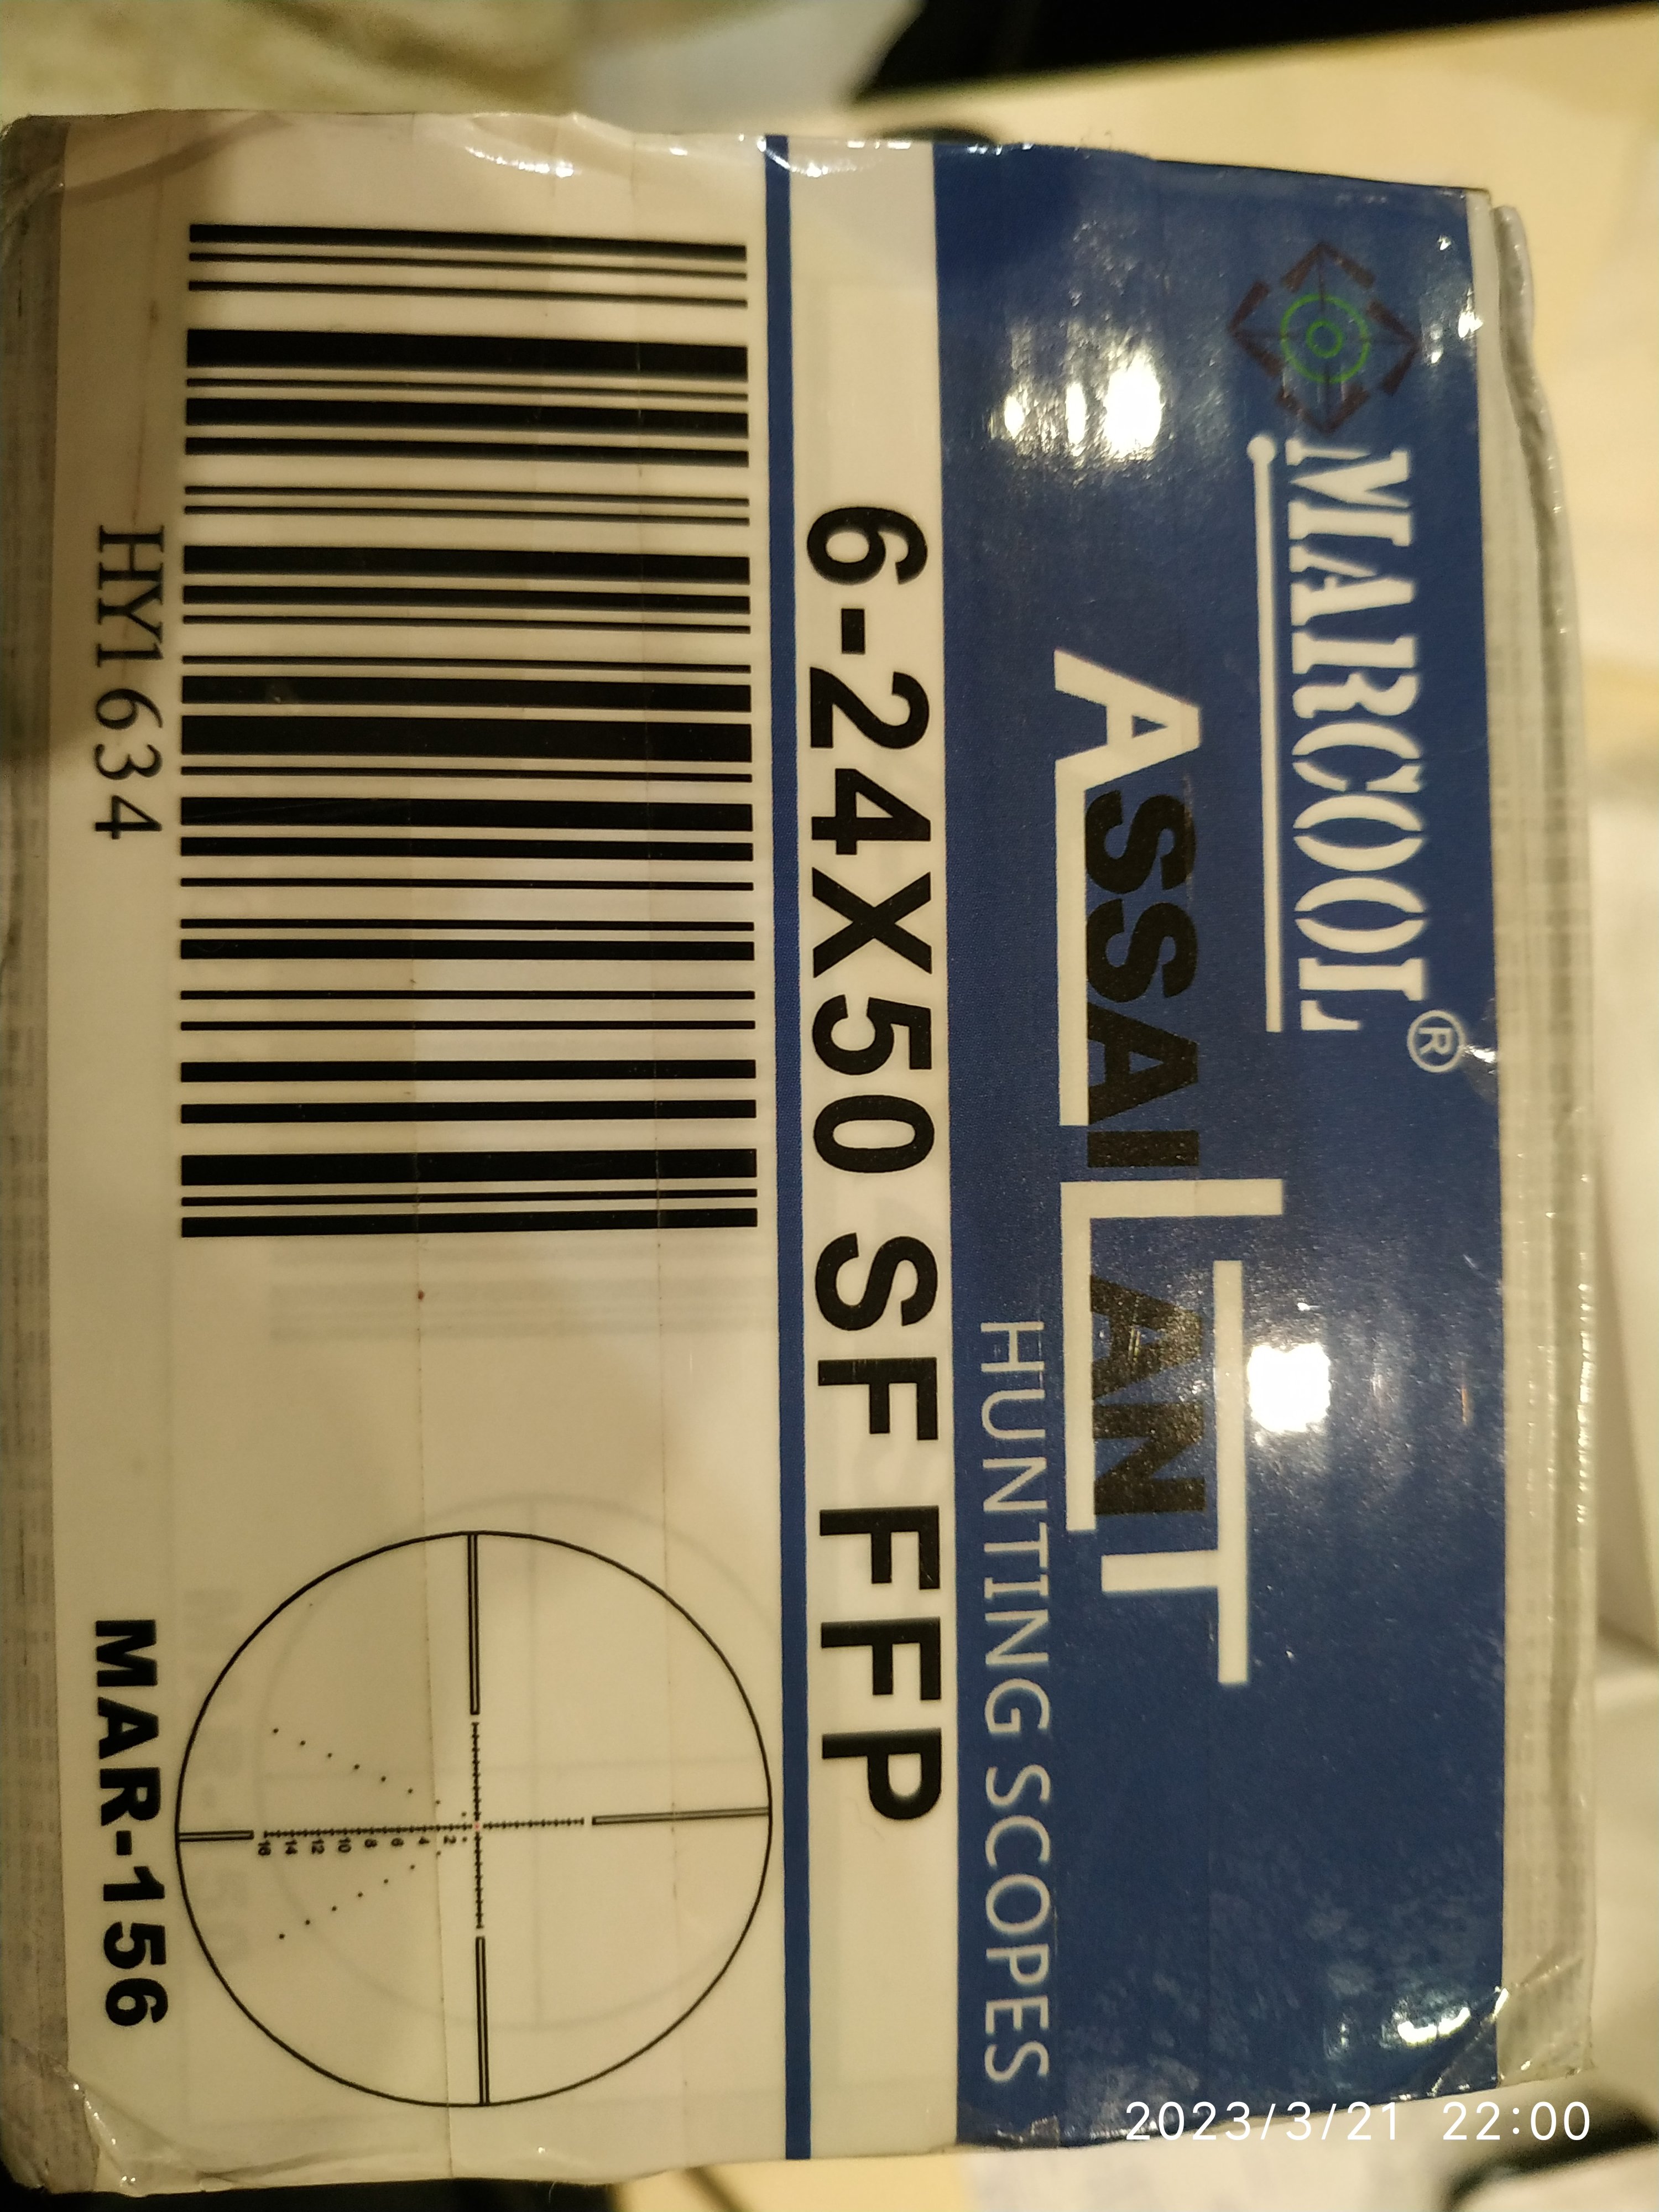 MARCOOL®
ASSAILANT
HUNTING SCOPES
6-24X50 SF FFP
HY1634
2
4
6
8
10
12
14
16
MAR-156
2023/3/21 22:00